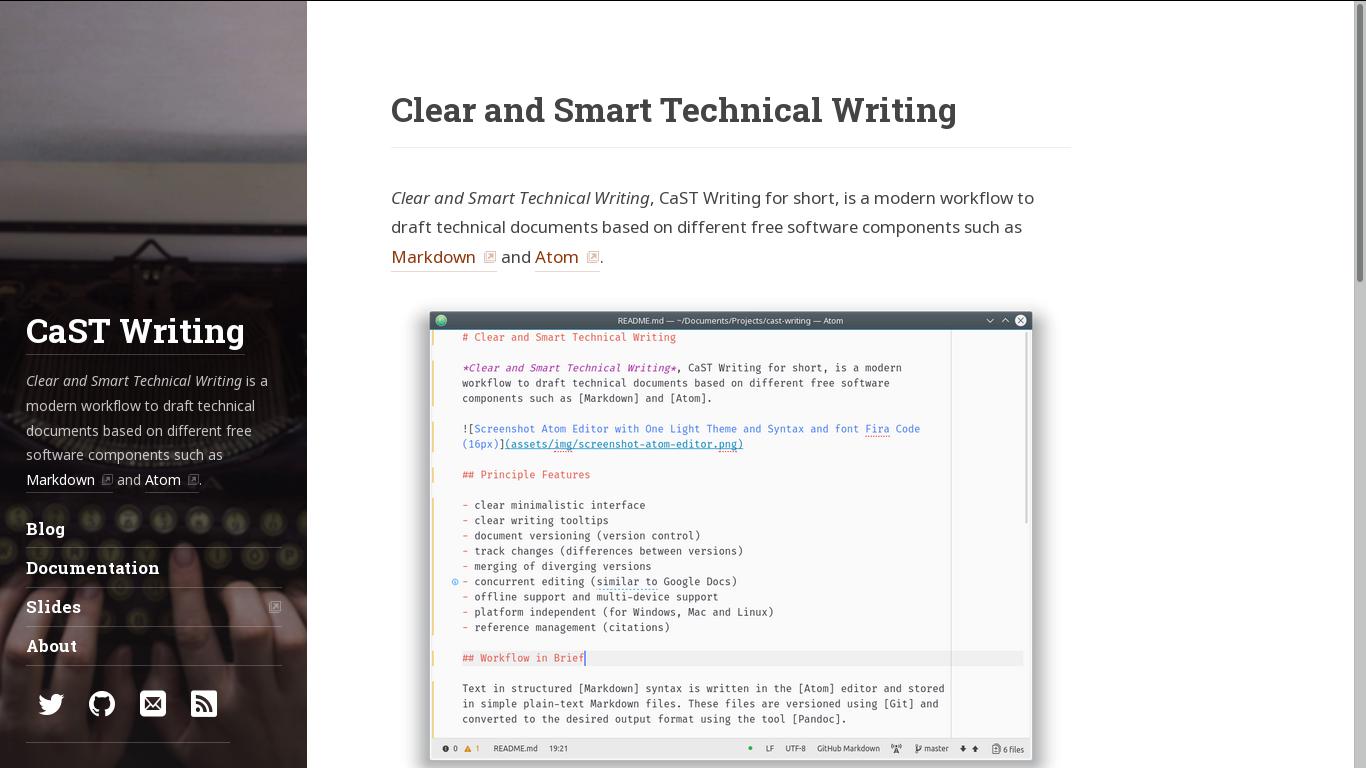 CaST Writing
Clear and Smart Technical Writing is a
modern workflow to draft technical
documents based on different free
software components such as
Markdown and Atom.
Blog
Documentation
Slides
About
Clear and Smart Technical Writing
Clear and Smart Technical Writing, CaST Writing for short, is a modern workflow to
draft technical documents based on different free software components such as
Markdown and Atom.
README.md — ~/Documents/Projects/cast-writing — Atom
# Clear and Smart Technical Writing
*Clear and Smart Technical Writing*, CaST Writing for short, is a modern
workflow to draft technical documents based on different free software
components such as [Markdown] and [Atom].
![Screenshot Atom Editor with One Light Theme and Syntax and font Fira Code
(16px)](assets/img/screenshot-atom-editor.png)
## Principle Features
- clear minimalistic interface
- clear writing tooltips
- document versioning (version control)
- track changes (differences between versions)
- merging of diverging versions
- concurrent editing (similar to Google Docs)
- offline support and multi-device support
- platform independent (for Windows, Mac and Linux)
- reference management (citations)
## Workflow in Brief
Text in structured [Markdown] syntax is written in the [Atom] editor and stored
in simple plain-text Markdown files. These files are versioned using [Git] and
converted to the desired output format using the tool [Pandoc].
0 1 README.md 19:21 LF UTF-8 GitHub Markdown master 6 files